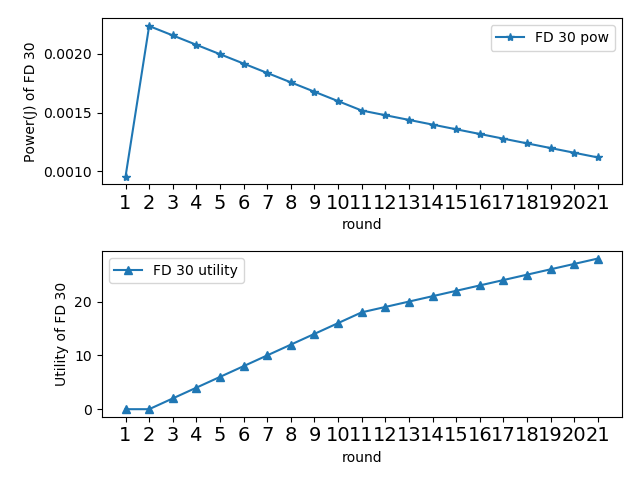 Power(J) of FD 30
FD 30 pow
0.0020
0.0015
0.0010
1 2 3 4 5 6 7 8 9 10 11 12 13 14 15 16 17 18 19 20 21
round
Utility of FD 30
FD 30 utility
20
10
0
1 2 3 4 5 6 7 8 9 10 11 12 13 14 15 16 17 18 19 20 21
round